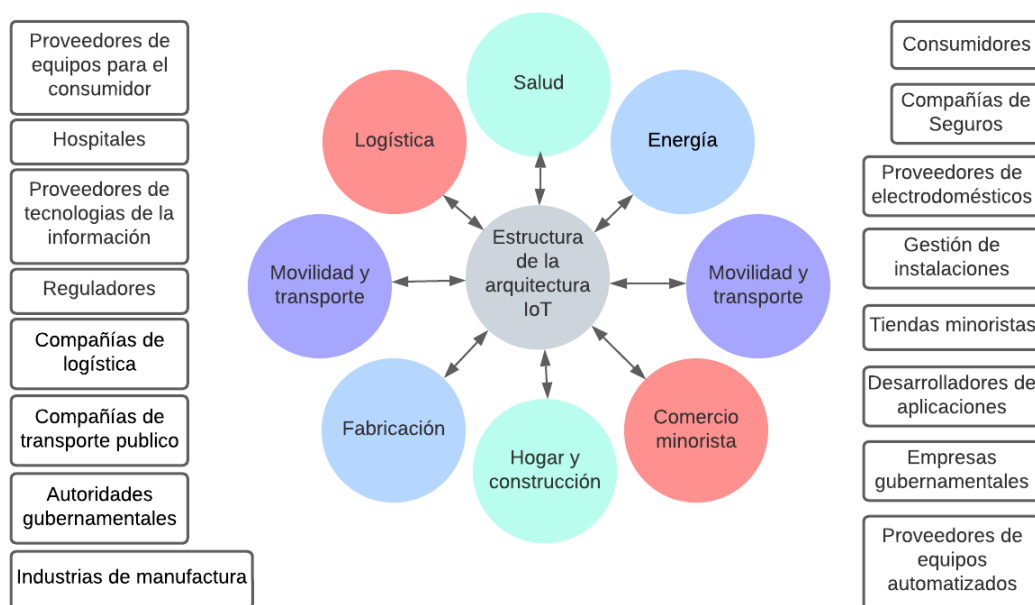 Proveedores de
equipos para el
consumidor
Hospitales
Proveedores de
tecnologias de la
información
Reguladores
Compañías de
logística
Compañías de
transporte publico
Autoridades
gubernamentales
Industrias de manufactura
Salud
Logística
Energía
Movilidad y
transporte
Estructura
de la
arquitectura
IoT
Movilidad y
transporte
Fabricación
Hogar y
construcción
Comercio
minorista
Consumidores
Compañías de
Seguros
Proveedores de
electrodomésticos
Gestión de
instalaciones
Tiendas minoristas
Desarrolladores de
aplicaciones
Empresas
gubernamentales
Proveedores de
equipos
automatizados